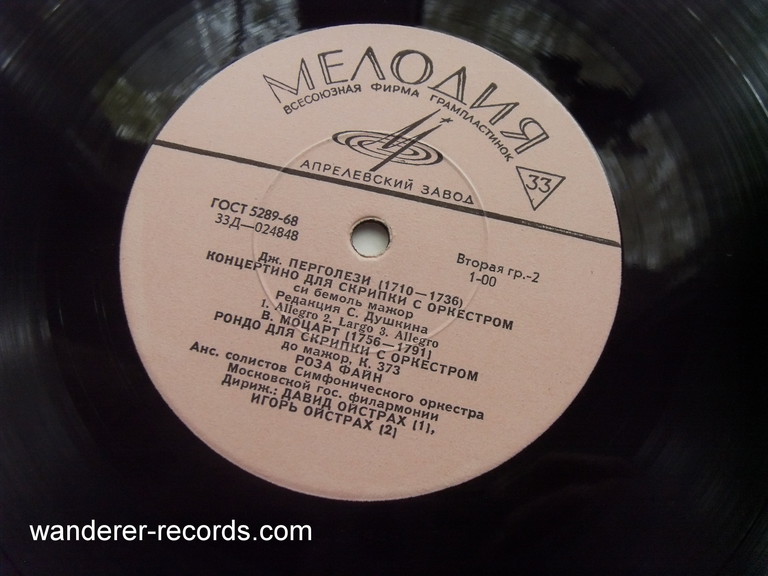 МЕЛОДИЯ
ВСЕСОЮЗНАЯ ФИРМА ГРАМПЛАСТИНОК
АПРЕЛЕВСКИЙ ЗАВОД
33
ГОСТ 5289-68
33Д—024848
Вторая гр.-2
1-00
Дж. ПЕРГОЛЕЗИ (1710—1736)
КОНЦЕРТИНО ДЛЯ СКРИПКИ С ОРКЕСТРОМ
си бемоль мажор
Редакция С. Душкина
1. Allegro 2. Largo 3. Allegro
В. МОЦАРТ (1756—1791)
РОНДО ДЛЯ СКРИПКИ С ОРКЕСТРОМ
до мажор, К. 373
РОЗА ФАЙН
Анс. солистов Симфонического оркестра
Московской гос. филармонии
Дириж.: ДАВИД ОЙСТРАХ (1),
ИГОРЬ ОЙСТРАХ (2)
wanderer-records.com